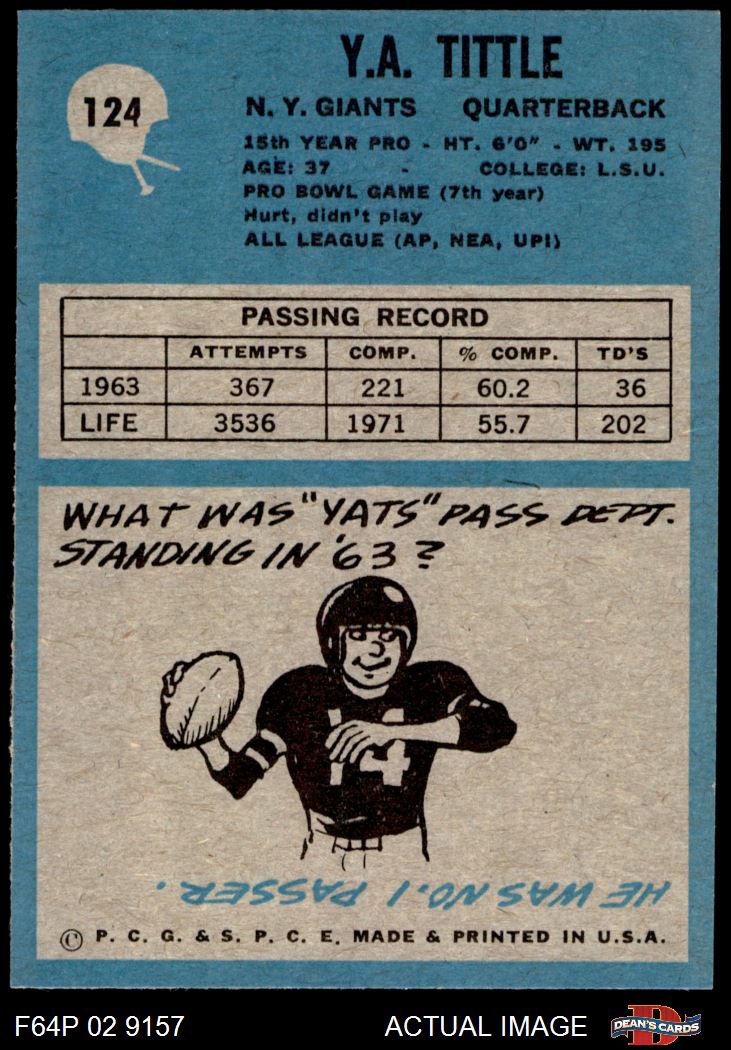 124
Y.A. TITTLE
N. Y. GIANTS QUARTERBACK
15th YEAR PRO - HT. 6'0" - WT. 195
AGE: 37 - COLLEGE: L.S.U.
PRO BOWL GAME (7th year)
Hurt, didn't play
ALL LEAGUE (AP, NEA, UPI)
PASSING RECORD
ATTEMPTS COMP. % COMP. TD'S
1963 367 221 60.2 36
LIFE 3536 1971 55.7 202
WHAT WAS "YATS" PASS DEPT.
STANDING IN '63?
14
HE WAS NO. 1 PASSER.
© P. C. G. & S. P. C. E. MADE & PRINTED IN U.S.A.
F64P 02 9157 ACTUAL IMAGE D DEAN'S CARDS